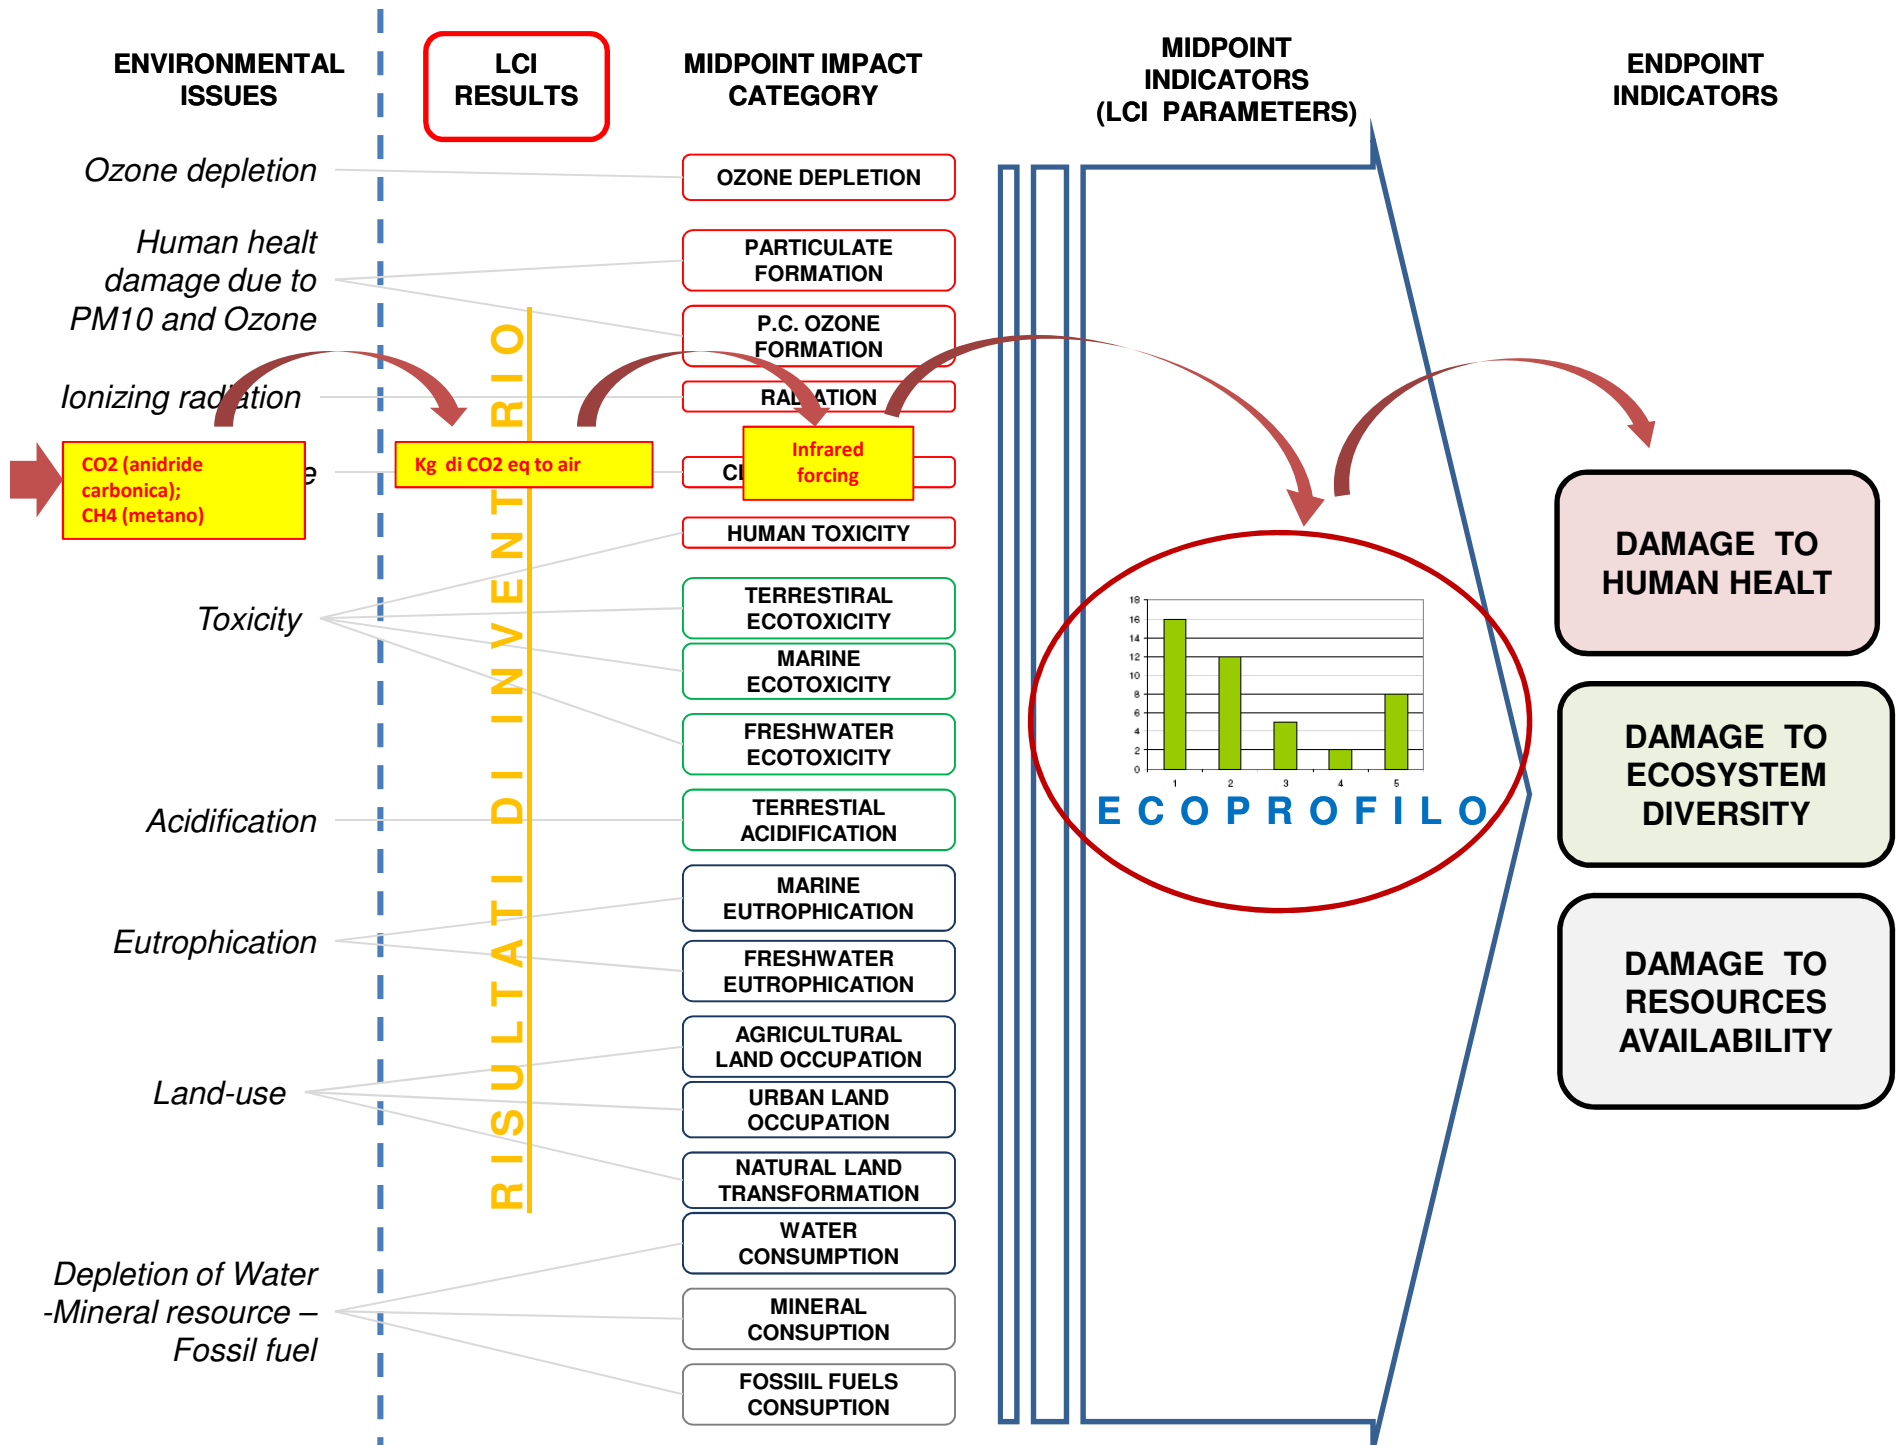 ENVIRONMENTAL
ISSUES
LCI
RESULTS
MIDPOINT IMPACT
CATEGORY
MIDPOINT
INDICATORS
(LCI PARAMETERS)
ENDPOINT
INDICATORS
Ozone depletion
Human healt
damage due to
PM10 and Ozone
Ionizing radiation
CO2 (anidride
carbonica);
CH4 (metano)
Toxicity
Acidification
Eutrophication
Land-use
Depletion of Water
-Mineral resource –
Fossil fuel
RISULTATI DI INVENTRIO
Kg di CO2 eq to air
OZONE DEPLETION
PARTICULATE
FORMATION
P.C. OZONE
FORMATION
RADIATION
Infrared
forcing
HUMAN TOXICITY
TERRESTIRAL
ECOTOXICITY
MARINE
ECOTOXICITY
FRESHWATER
ECOTOXICITY
TERRESTIAL
ACIDIFICATION
MARINE
EUTROPHICATION
FRESHWATER
EUTROPHICATION
AGRICULTURAL
LAND OCCUPATION
URBAN LAND
OCCUPATION
NATURAL LAND
TRANSFORMATION
WATER
CONSUMPTION
MINERAL
CONSUPTION
FOSSIIL FUELS
CONSUPTION
18
16
14
12
10
8
6
4
2
0
1 2 3 4 5
ECOPROFILO
DAMAGE TO
HUMAN HEALT
DAMAGE TO
ECOSYSTEM
DIVERSITY
DAMAGE TO
RESOURCES
AVAILABILITY